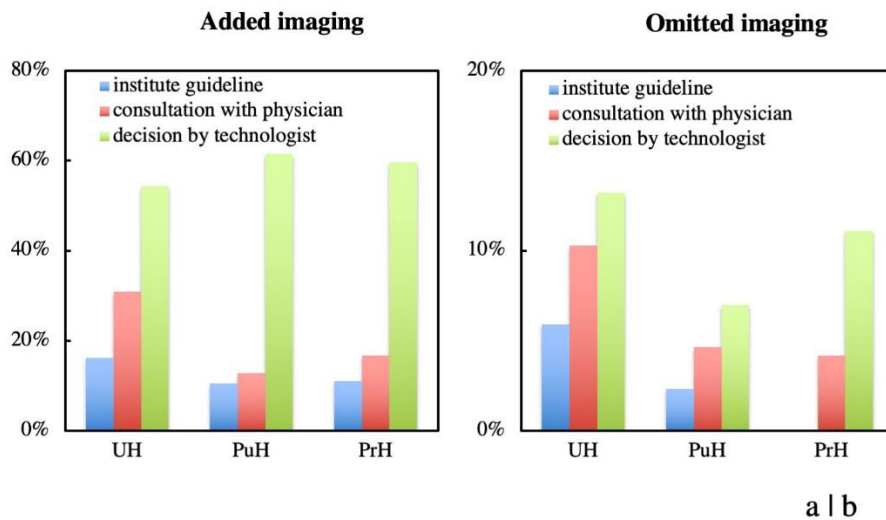 Added imaging
80%
60%
40%
20%
0%
institute guideline
consultation with physician
decision by technologist
UH PuH PrH
Omitted imaging
20%
10%
0%
institute guideline
consultation with physician
decision by technologist
UH PuH PrH
a | b